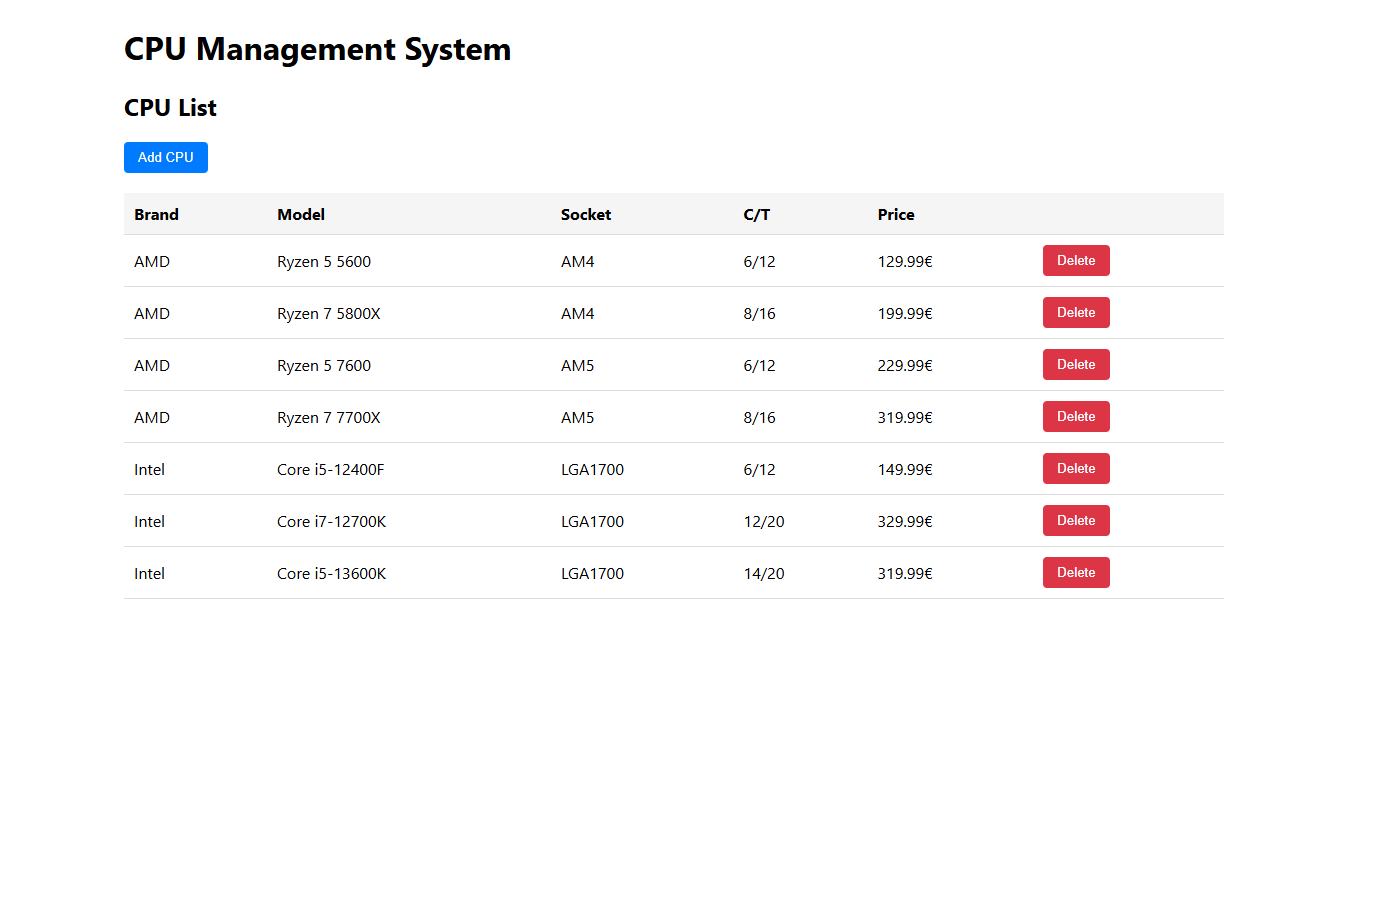 CPU Management System
CPU List
Add CPU
Brand Model Socket C/T Price
AMD Ryzen 5 5600 AM4 6/12 129.99€ Delete
AMD Ryzen 7 5800X AM4 8/16 199.99€ Delete
AMD Ryzen 5 7600 AM5 6/12 229.99€ Delete
AMD Ryzen 7 7700X AM5 8/16 319.99€ Delete
Intel Core i5-12400F LGA1700 6/12 149.99€ Delete
Intel Core i7-12700K LGA1700 12/20 329.99€ Delete
Intel Core i5-13600K LGA1700 14/20 319.99€ Delete